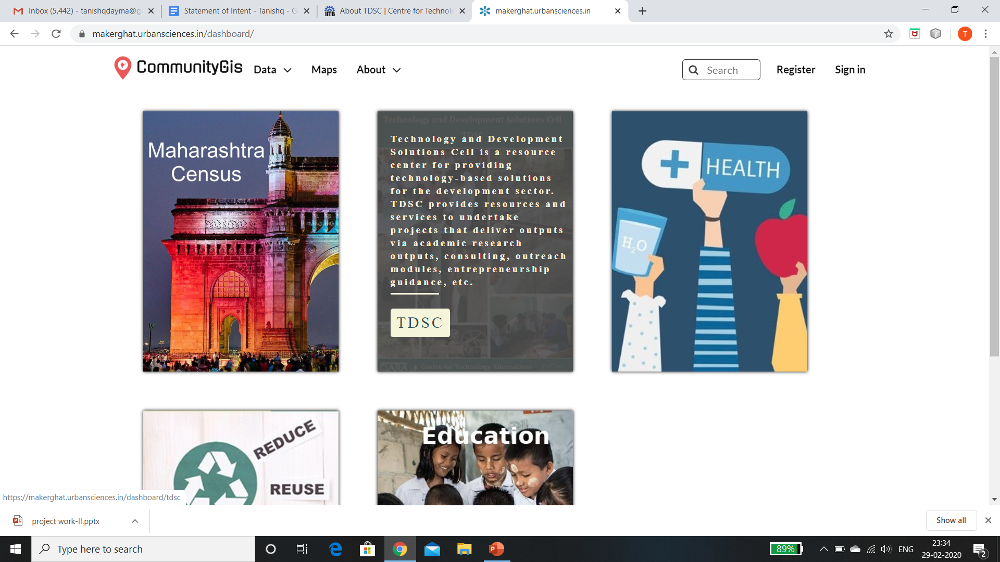 Inbox (5,442) - tanishqdayma@g
Statement of Intent - Tanishq - G
About TDSC | Centre for Technol
makerghat.urbansciences.in
makerghat.urbansciences.in/dashboard/
T
CommunityGis
Data
Maps
About
Search
Register
Sign in
Maharashtra
Census
Technology and Development Solutions Cell
TDSC
Technology and Development
Solutions Cell is a resource
center for providing
technology-based solutions
for the development sector.
TDSC provides resources and
services to undertake
projects that deliver outputs
via academic research
outputs, consulting, outreach
modules, entrepreneurship
guidance, etc.
TDSC
CTARA
Centre for Technology Alternatives
HEALTH
H2O
REDUCE
REUSE
Education
https://makerghat.urbansciences.in/dashboard/tdsc
project work-II.pptx
Show all
Type here to search
89%
ENG
23:34
29-02-2020
2